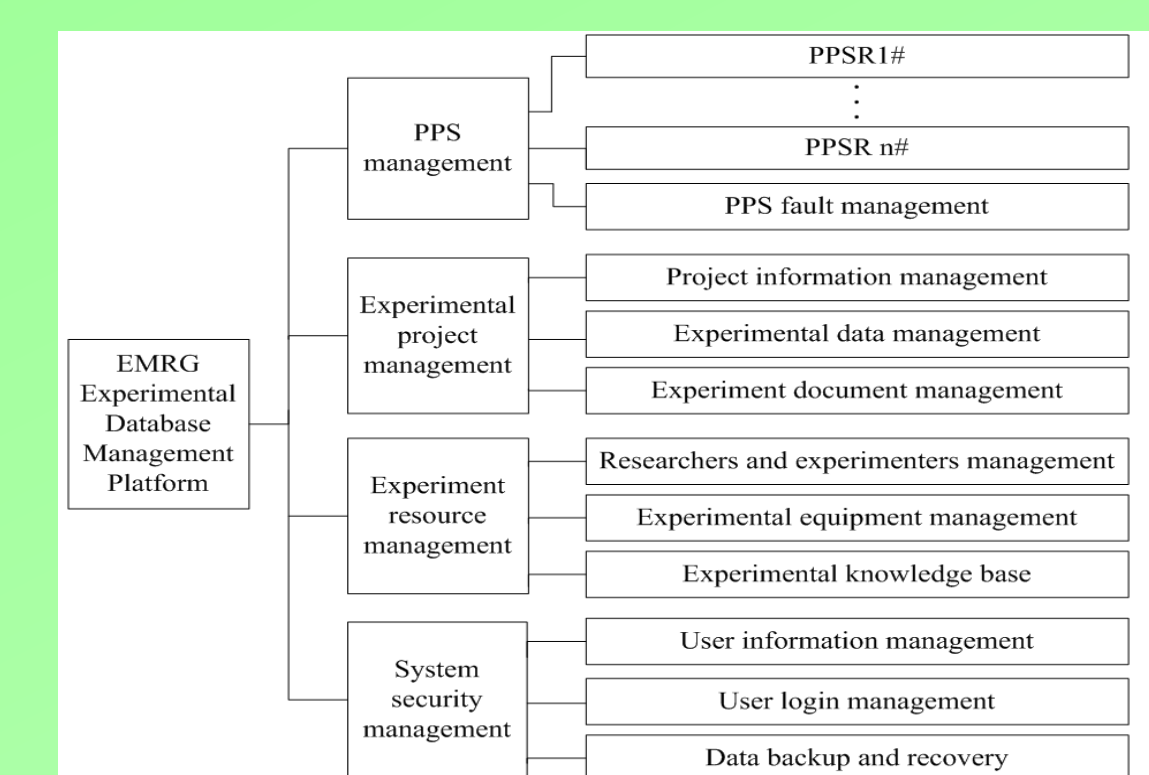 PPSR1#
⋮
PPSR n#
PPS fault management
PPS
management
Project information management
Experimental data management
Experiment document management
Experimental
project
management
EMRG
Experimental
Database
Management
Platform
Researchers and experimenters management
Experimental equipment management
Experimental knowledge base
Experiment
resource
management
User information management
User login management
Data backup and recovery
System
security
management